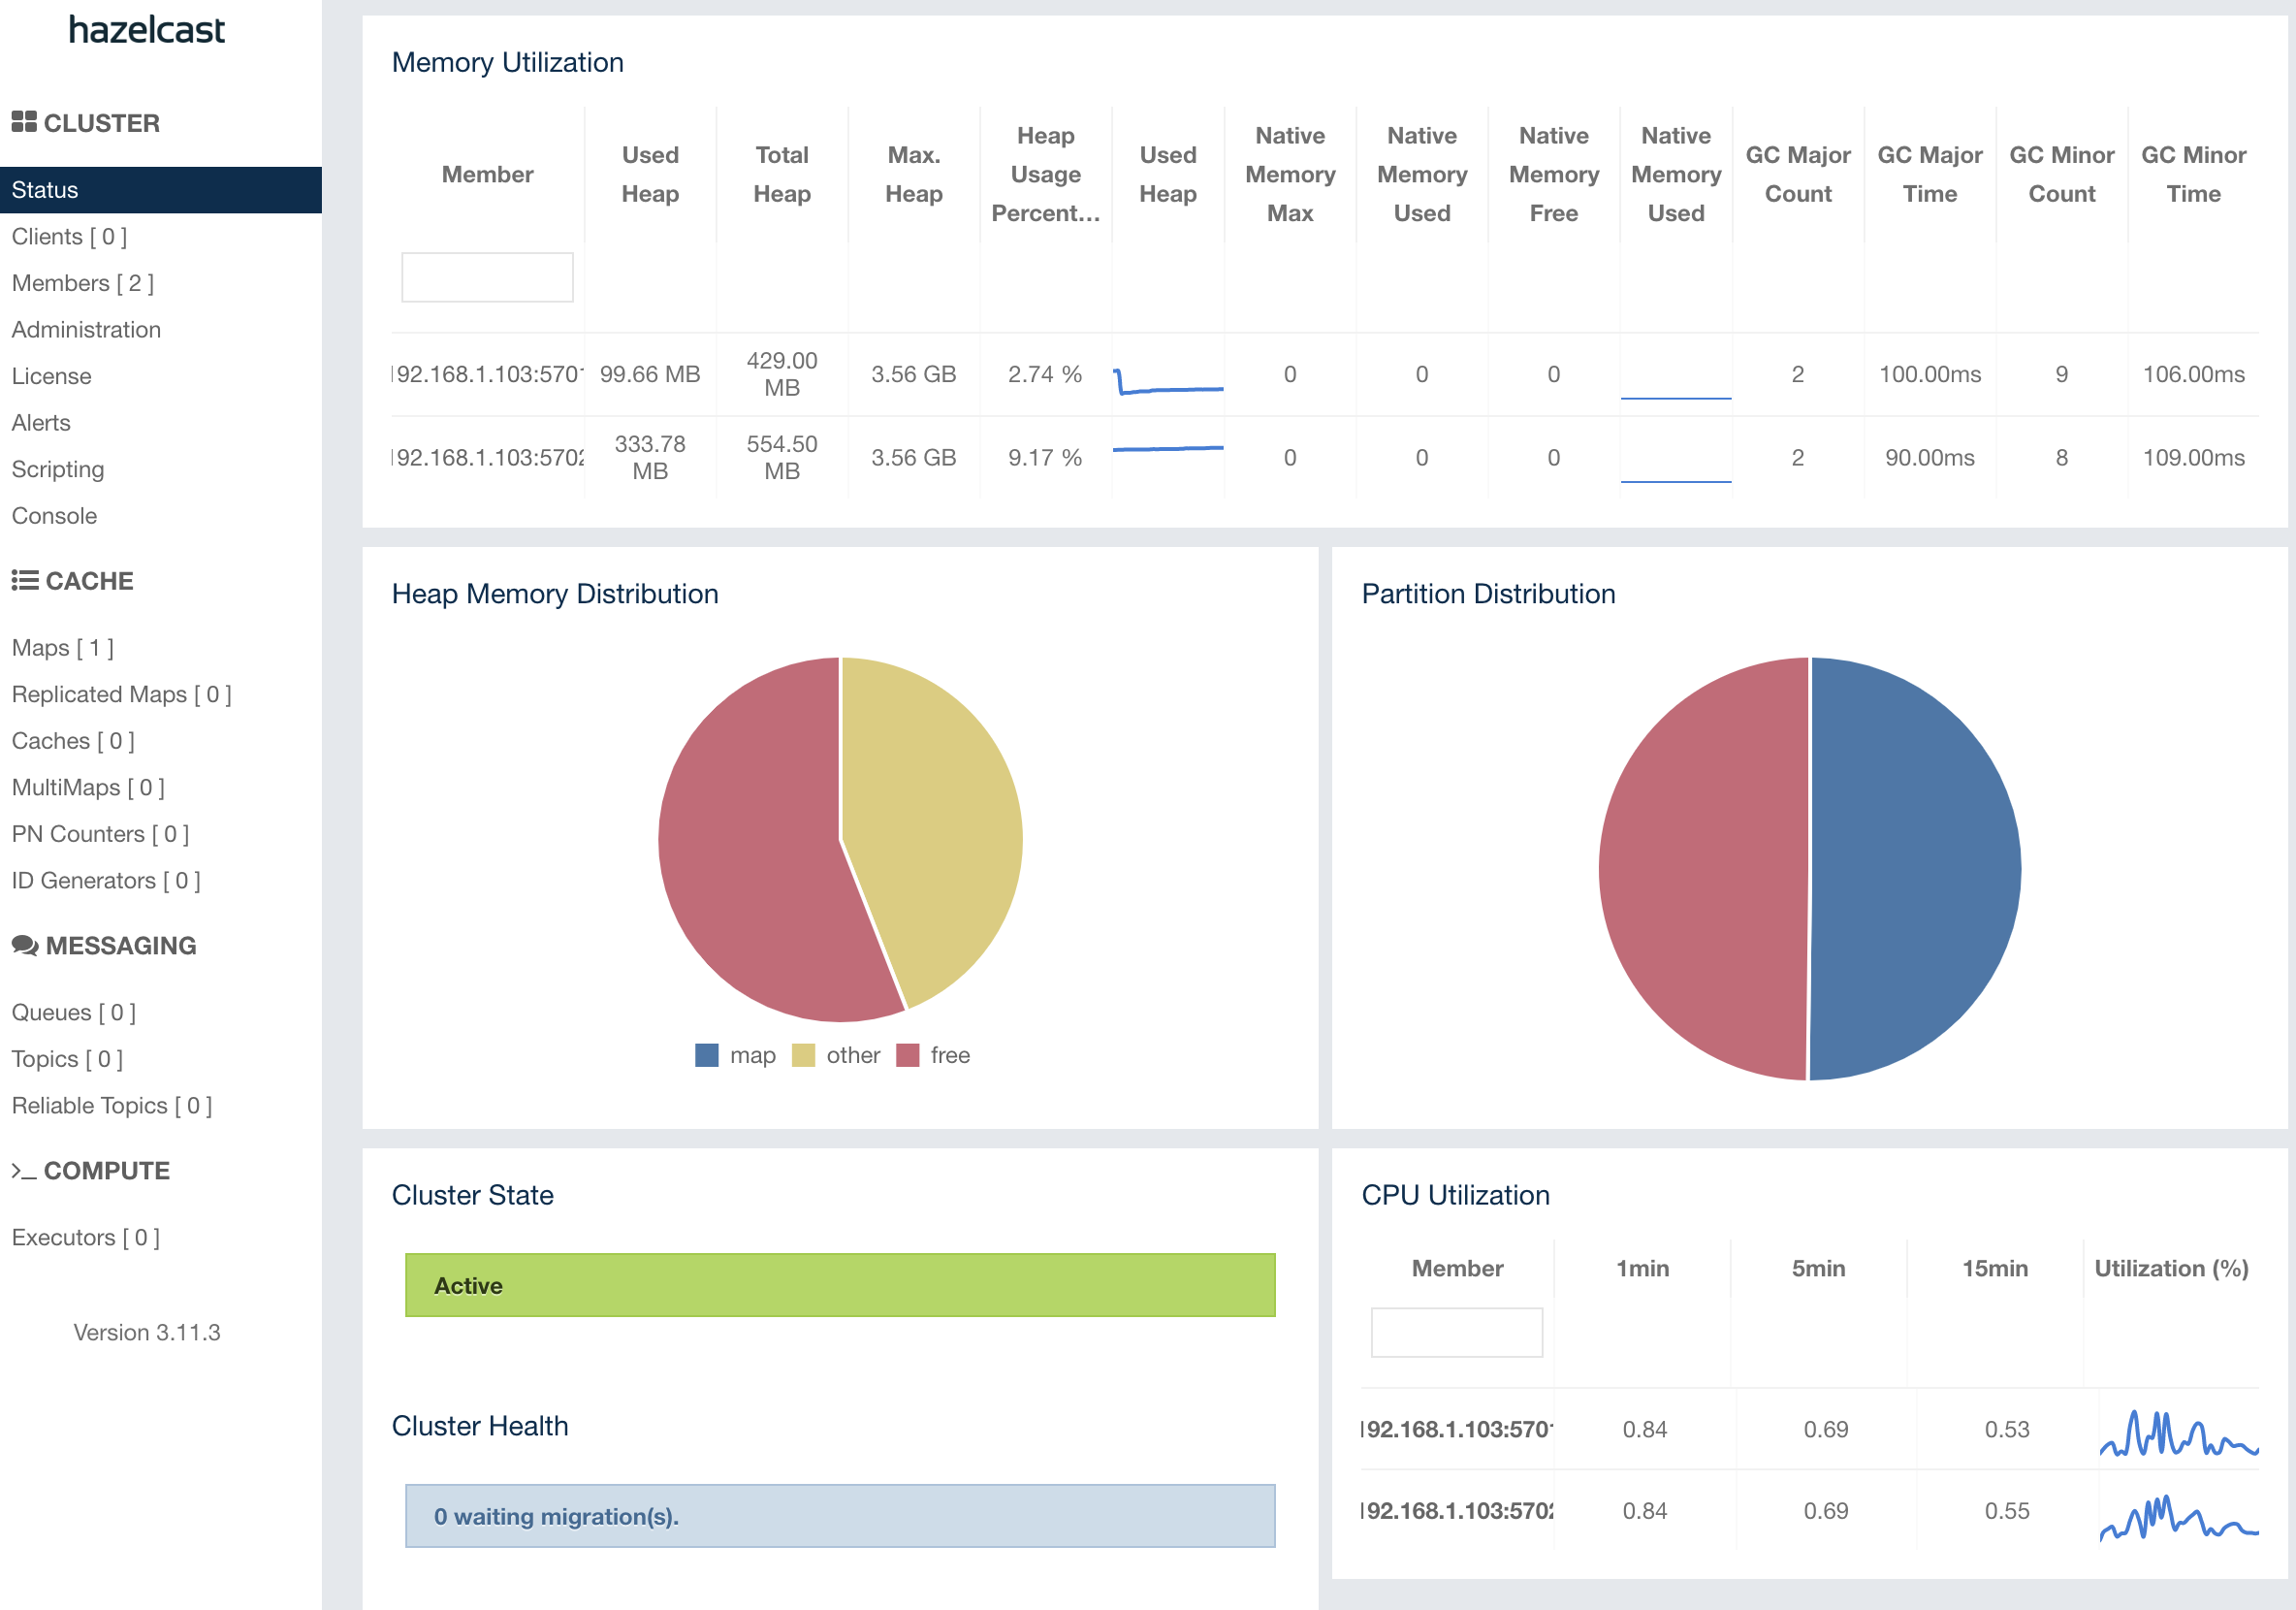 hazelcast
CLUSTER
Status
Clients [ 0 ]
Members [ 2 ]
Administration
License
Alerts
Scripting
Console
CACHE
Maps [ 1 ]
Replicated Maps [ 0 ]
Caches [ 0 ]
MultiMaps [ 0 ]
PN Counters [ 0 ]
ID Generators [ 0 ]
MESSAGING
Queues [ 0 ]
Topics [ 0 ]
Reliable Topics [ 0 ]
COMPUTE
Executors [ 0 ]
Version 3.11.3
Memory Utilization
Member Used Heap Total Heap Max. Heap Heap Usage Percent... Used Heap Native Memory Max Native Memory Used Native Memory Free Native Memory Used GC Major Count GC Major Time GC Minor Count GC Minor Time
192.168.1.103:5701 99.66 MB 429.00 MB 3.56 GB 2.74 % 0 0 0 2 100.00ms 9 106.00ms
192.168.1.103:5702 333.78 MB 554.50 MB 3.56 GB 9.17 % 0 0 0 2 90.00ms 8 109.00ms
Heap Memory Distribution
map other free
Partition Distribution
Cluster State
Active
Cluster Health
0 waiting migration(s).
CPU Utilization
Member 1min 5min 15min Utilization (%)
192.168.1.103:5701 0.84 0.69 0.53
192.168.1.103:5702 0.84 0.69 0.55